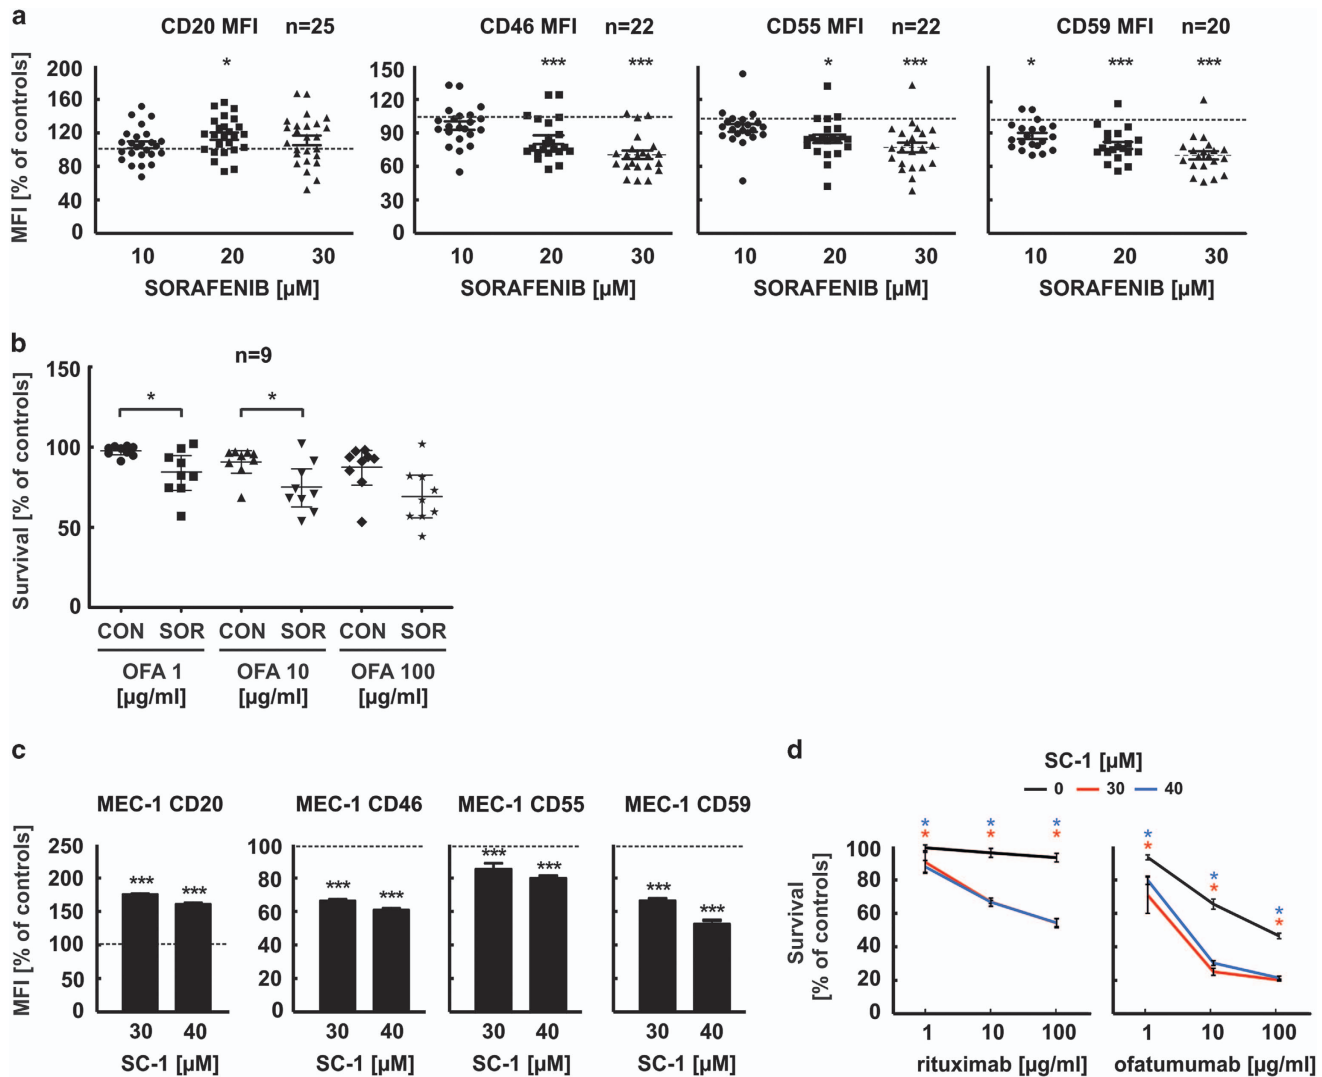 a
CD20 MFI n=25
CD46 MFI n=22
CD55 MFI n=22
CD59 MFI n=20
MFI [% of controls]
200
160
120
80
40
0
*
10 20 30
SORAFENIB [µM]
150
120
90
60
30
0
*** ***
10 20 30
SORAFENIB [µM]
* ***
10 20 30
SORAFENIB [µM]
* *** ***
10 20 30
SORAFENIB [µM]
b
n=9
Survival [% of controls]
150
100
50
0
* *
CON SOR CON SOR CON SOR
OFA 1 OFA 10 OFA 100
[µg/ml] [µg/ml] [µg/ml]
c
MEC-1 CD20
MEC-1 CD46
MEC-1 CD55
MEC-1 CD59
MFI [% of controls]
250
200
150
100
50
0
*** ***
30 40
SC-1 [µM]
100
80
60
40
20
0
*** ***
30 40
SC-1 [µM]
*** ***
30 40
SC-1 [µM]
*** ***
30 40
SC-1 [µM]
d
SC-1 [µM]
0 30 40
Survival
[% of controls]
100
80
60
40
20
0
* * *
* * *
1 10 100
rituximab [µg/ml]
* * *
* * *
1 10 100
ofatumumab [µg/ml]